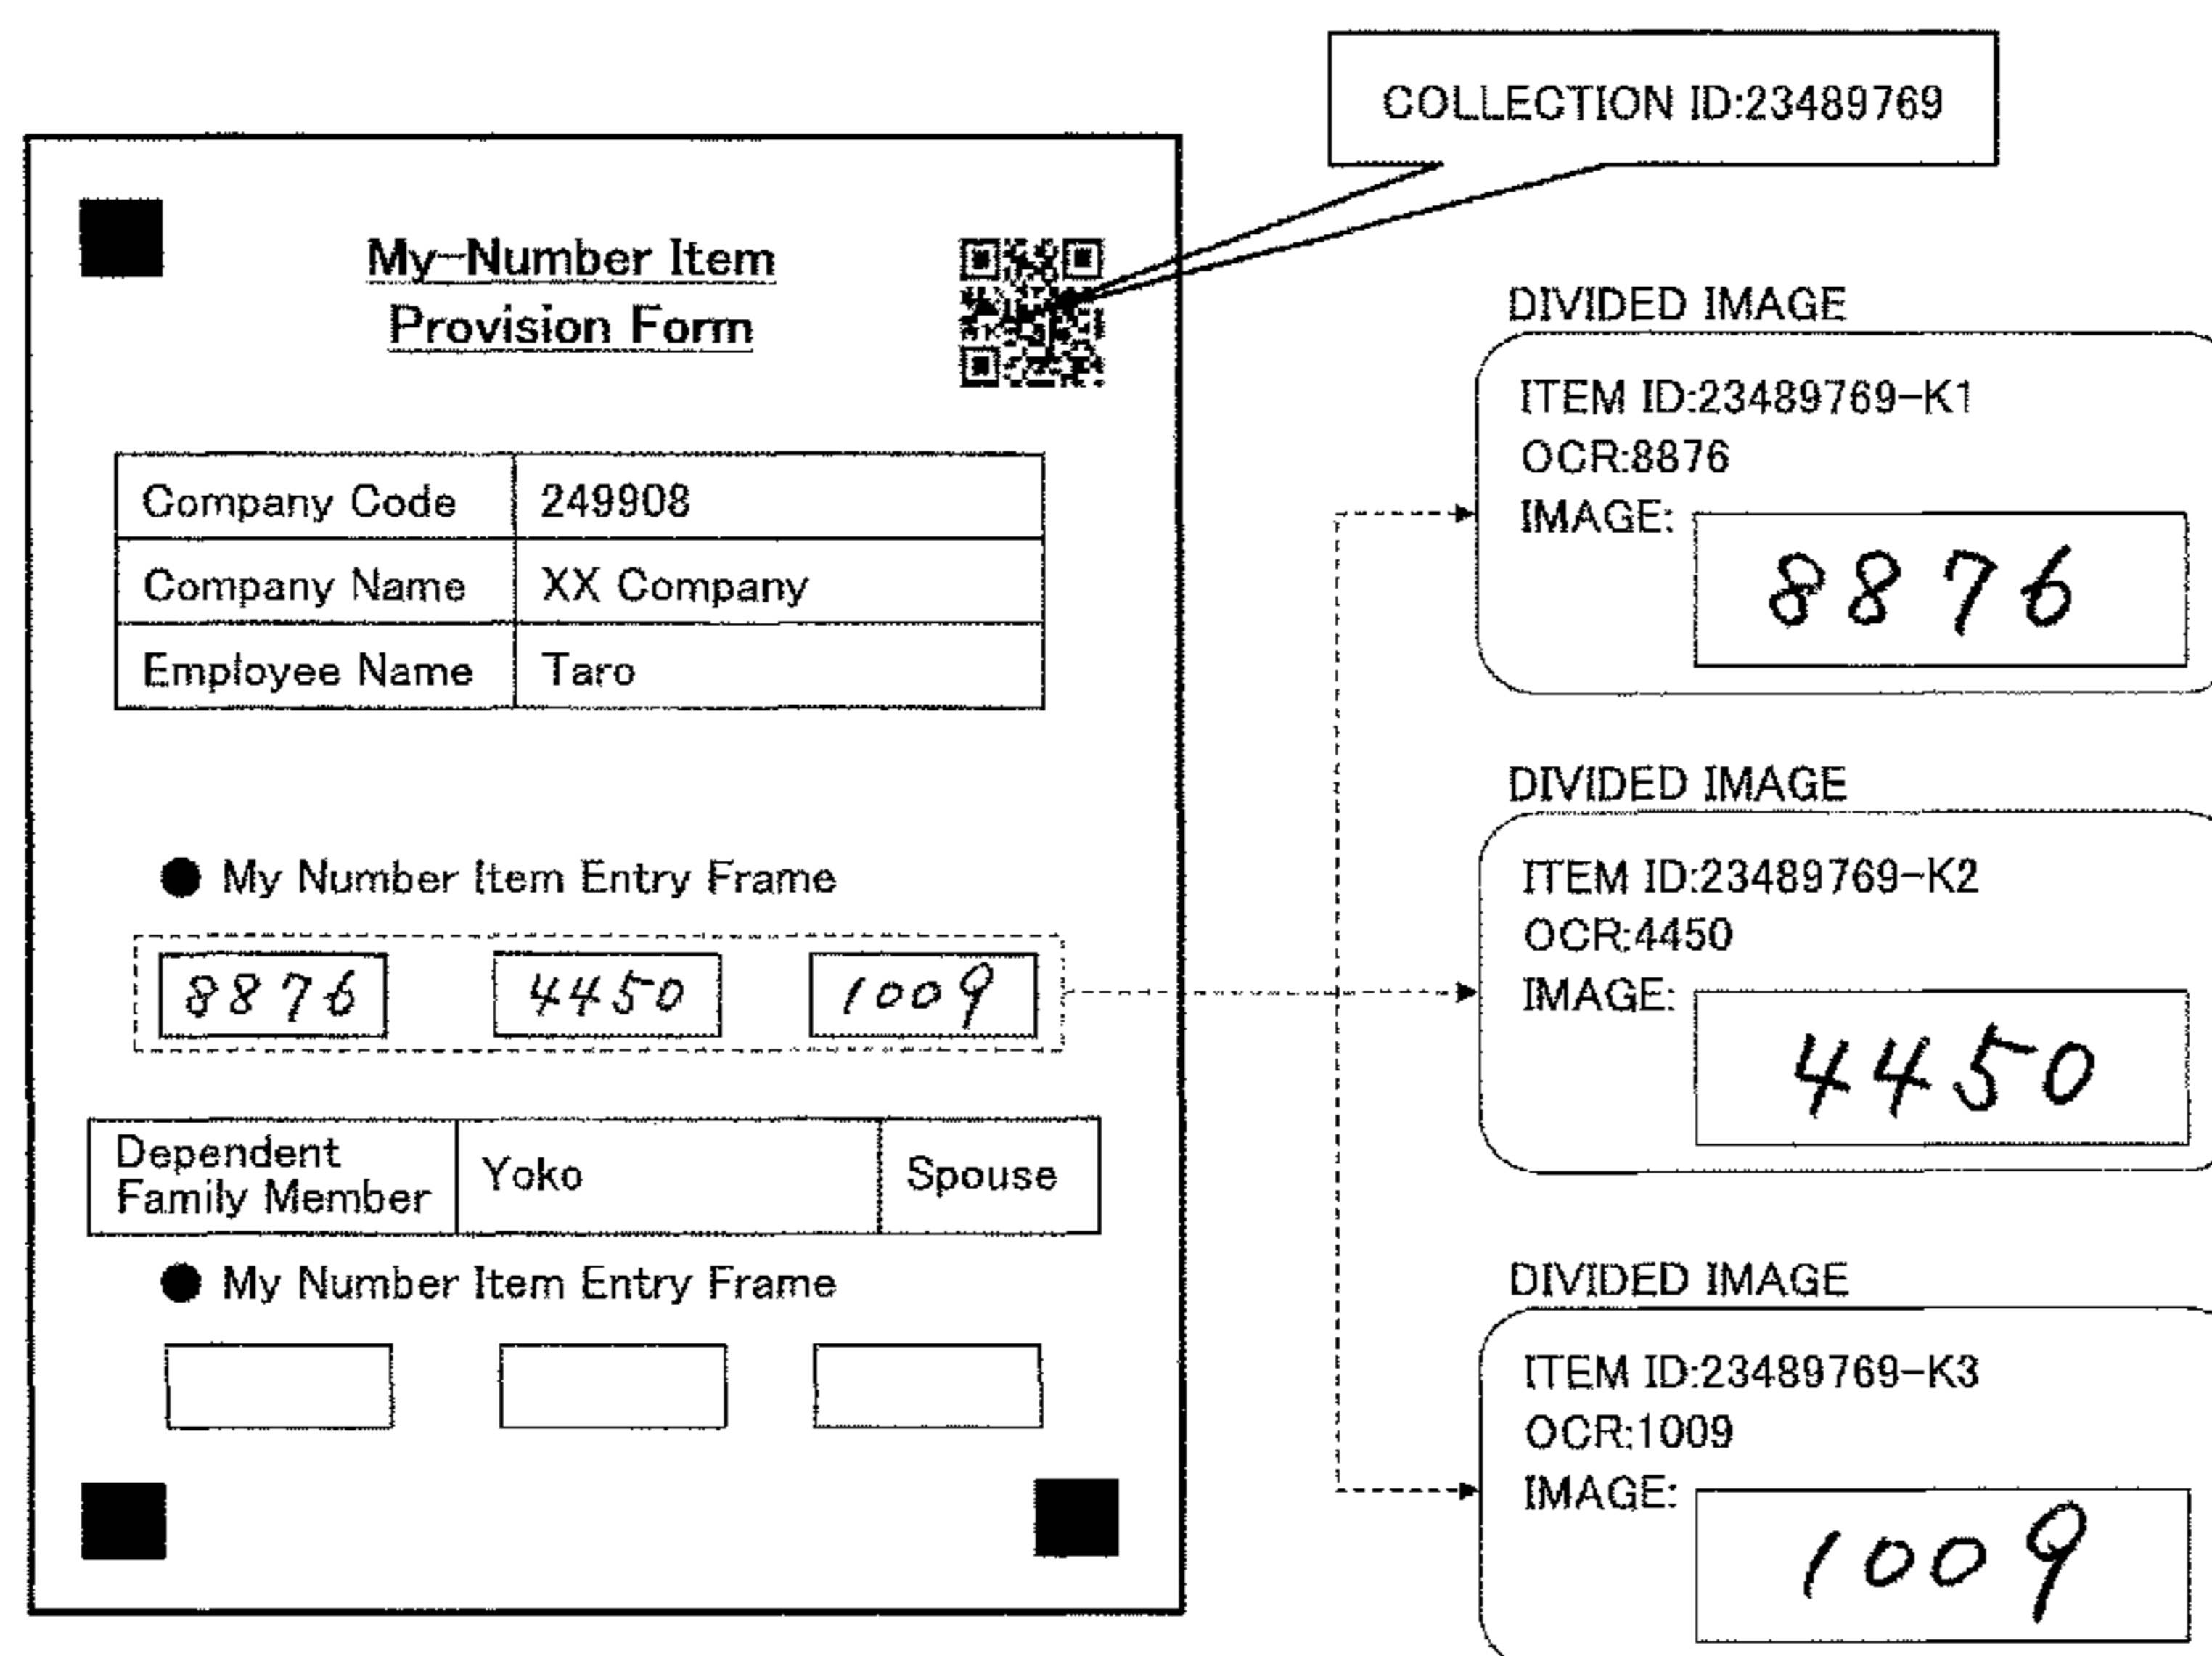 COLLECTION ID:23489769
My-Number Item
Provision Form
Company Code 249908
Company Name XX Company
Employee Name Taro
● My Number Item Entry Frame
8876 4450 1009
Dependent
Family Member Yoko Spouse
● My Number Item Entry Frame
DIVIDED IMAGE
ITEM ID:23489769-K1
OCR:8876
IMAGE:
8876
DIVIDED IMAGE
ITEM ID:23489769-K2
OCR:4450
IMAGE:
4450
DIVIDED IMAGE
ITEM ID:23489769-K3
OCR:1009
IMAGE:
1009